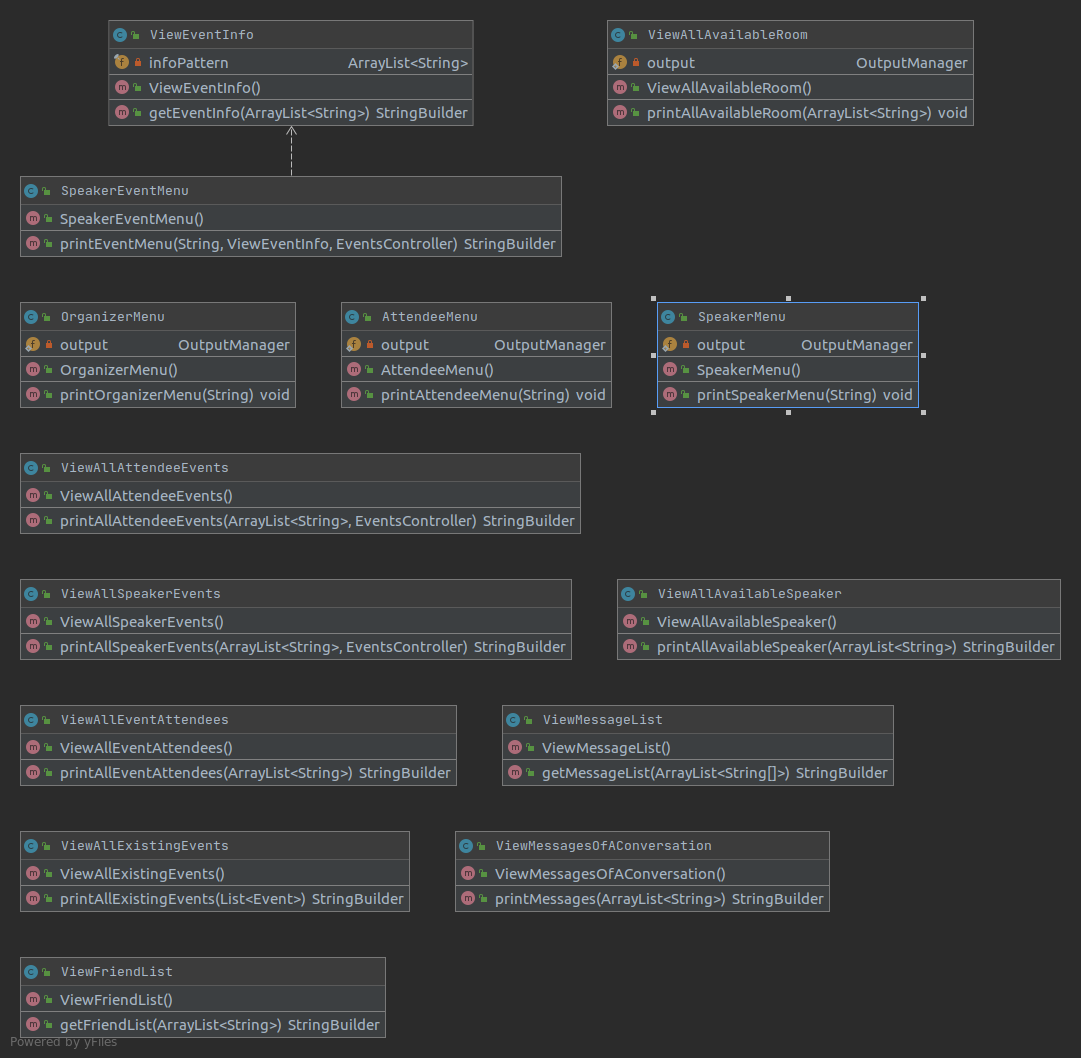 ViewEventInfo
infoPattern ArrayList<String>
ViewEventInfo()
getEventInfo(ArrayList<String>) StringBuilder
ViewAllAvailableRoom
output OutputManager
ViewAllAvailableRoom()
printAllAvailableRoom(ArrayList<String>) void
SpeakerEventMenu
SpeakerEventMenu()
printEventMenu(String, ViewEventInfo, EventsController) StringBuilder
OrganizerMenu
output OutputManager
OrganizerMenu()
printOrganizerMenu(String) void
AttendeeMenu
output OutputManager
AttendeeMenu()
printAttendeeMenu(String) void
SpeakerMenu
output OutputManager
SpeakerMenu()
printSpeakerMenu(String) void
ViewAllAttendeeEvents
ViewAllAttendeeEvents()
printAllAttendeeEvents(ArrayList<String>, EventsController) StringBuilder
ViewAllSpeakerEvents
ViewAllSpeakerEvents()
printAllSpeakerEvents(ArrayList<String>, EventsController) StringBuilder
ViewAllAvailableSpeaker
ViewAllAvailableSpeaker()
printAllAvailableSpeaker(ArrayList<String>) StringBuilder
ViewAllEventAttendees
ViewAllEventAttendees()
printAllEventAttendees(ArrayList<String>) StringBuilder
ViewMessageList
ViewMessageList()
getMessageList(ArrayList<String[]>) StringBuilder
ViewAllExistingEvents
ViewAllExistingEvents()
printAllExistingEvents(List<Event>) StringBuilder
ViewMessagesOfAConversation
ViewMessagesOfAConversation()
printMessages(ArrayList<String>) StringBuilder
ViewFriendList
ViewFriendList()
getFriendList(ArrayList<String>) StringBuilder
Powered by yFiles